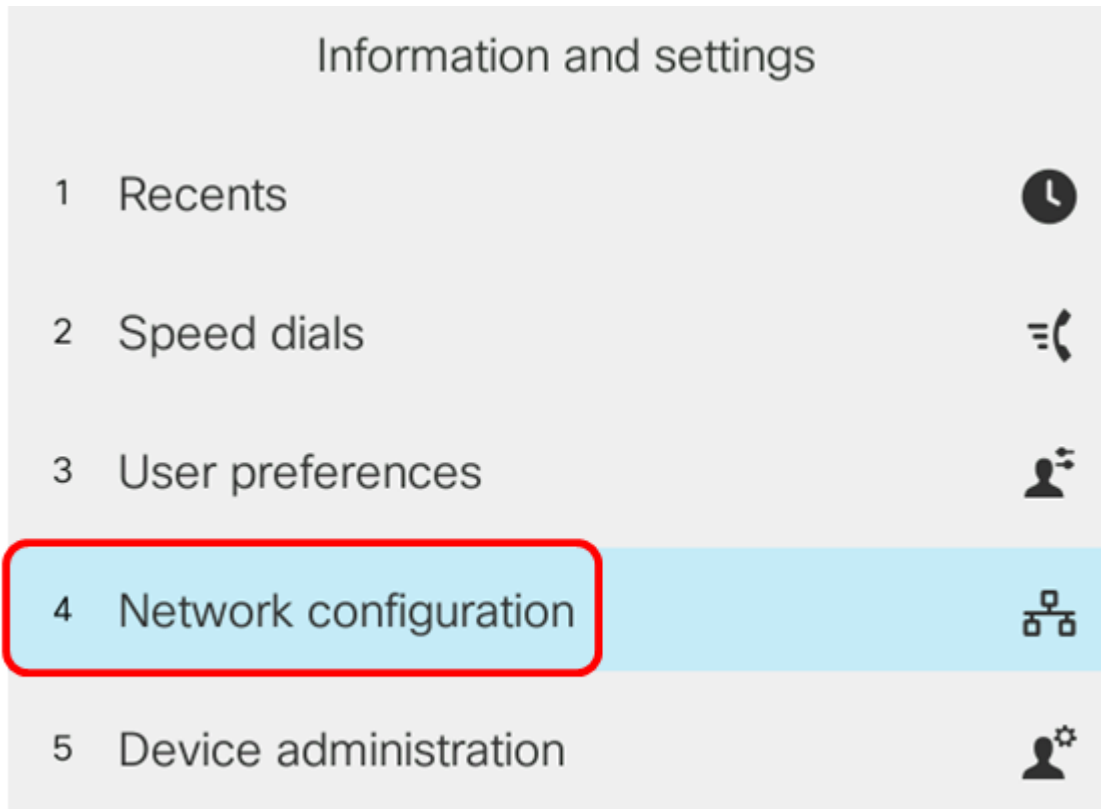 Information and settings
1 Recents
2 Speed dials
3 User preferences
4 Network configuration
5 Device administration